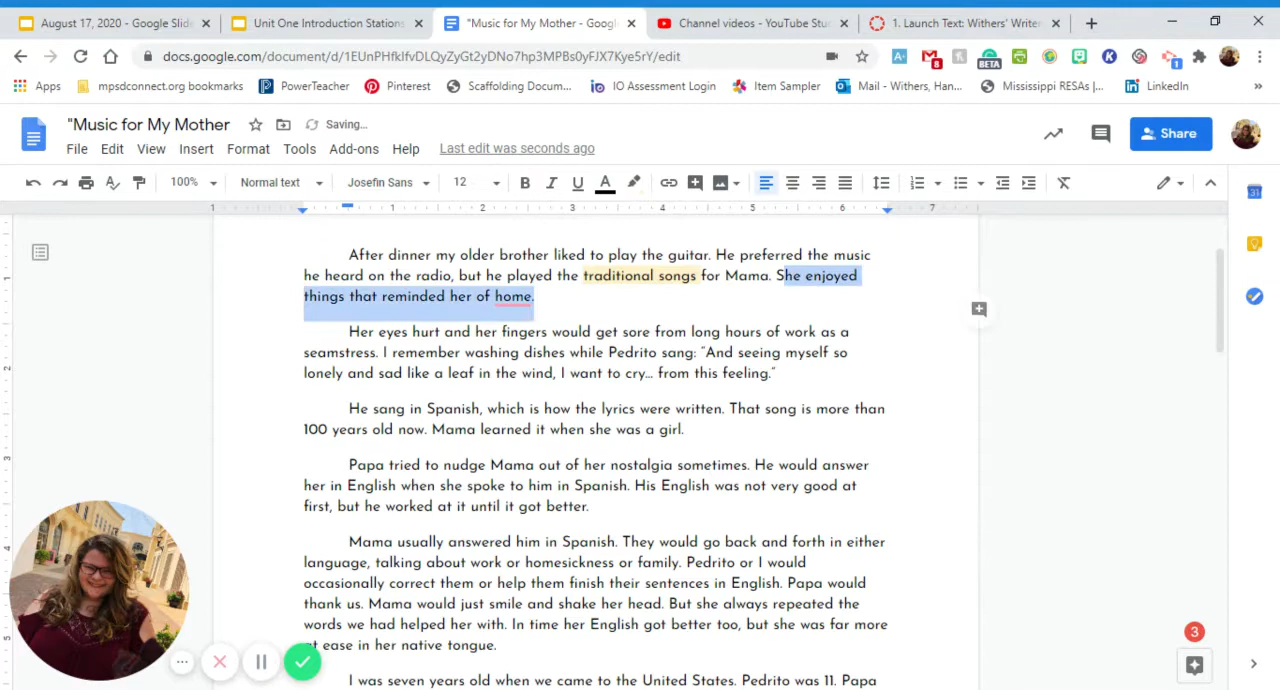 August 17, 2020 - Google Slide
Unit One Introduction Stations
"Music for My Mother - Googl
Channel videos - YouTube Stu
1. Launch Text: Withers' Writer
docs.google.com/document/d/1EUnPHfklfvDLQyZyGt2yDNo7hp3MPBs0yFJX7Kye5rY/edit
8
BETA
1
Apps
mpsdconnect.org bookmarks
PowerTeacher
Pinterest
Scaffolding Docum...
IO Assessment Login
Item Sampler
Mail - Withers, Han...
Mississippi RESAs |...
LinkedIn
"Music for My Mother
Saving...
Share
File Edit View Insert Format Tools Add-ons Help Last edit was seconds ago
100% Normal text Josefin Sans 12 B I U A
1 1 2 3 4 5 6 7
31
After dinner my older brother liked to play the guitar. He preferred the music
he heard on the radio, but he played the traditional songs for Mama. She enjoyed
things that reminded her of home.
Her eyes hurt and her fingers would get sore from long hours of work as a
seamstress. I remember washing dishes while Pedrito sang: "And seeing myself so
lonely and sad like a leaf in the wind, I want to cry... from this feeling."
He sang in Spanish, which is how the lyrics were written. That song is more than
100 years old now. Mama learned it when she was a girl.
Papa tried to nudge Mama out of her nostalgia sometimes. He would answer
her in English when she spoke to him in Spanish. His English was not very good at
first, but he worked at it until it got better.
Mama usually answered him in Spanish. They would go back and forth in either
language, talking about work or homesickness or family. Pedrito or I would
occasionally correct them or help them finish their sentences in English. Papa would
thank us. Mama would just smile and shake her head. But she always repeated the
words we had helped her with. In time her English got better too, but she was far more
at ease in her native tongue.
I was seven years old when we came to the United States. Pedrito was 11. Papa
3